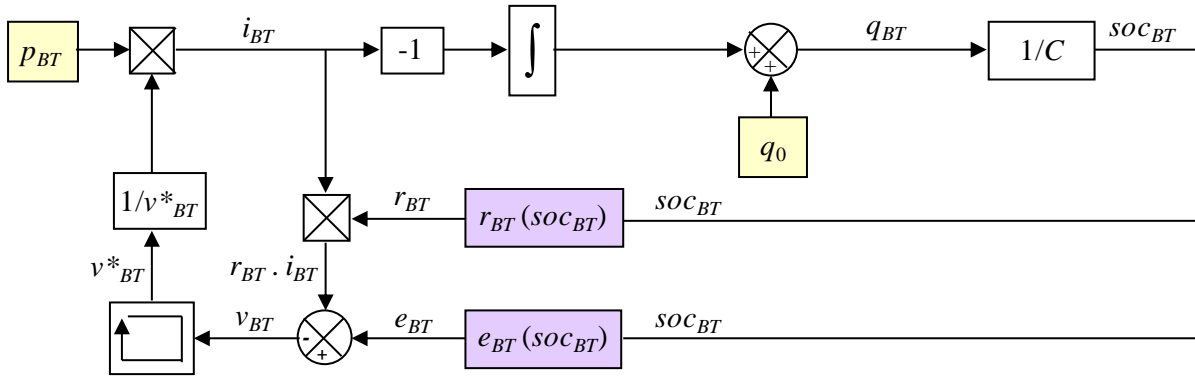 p_BT i_BT -1 ∫ + + q_BT 1/C soc_BT
q_0
1/v*_BT r_BT r_BT (soc_BT) soc_BT
v*_BT r_BT . i_BT
v_BT - + e_BT e_BT (soc_BT) soc_BT